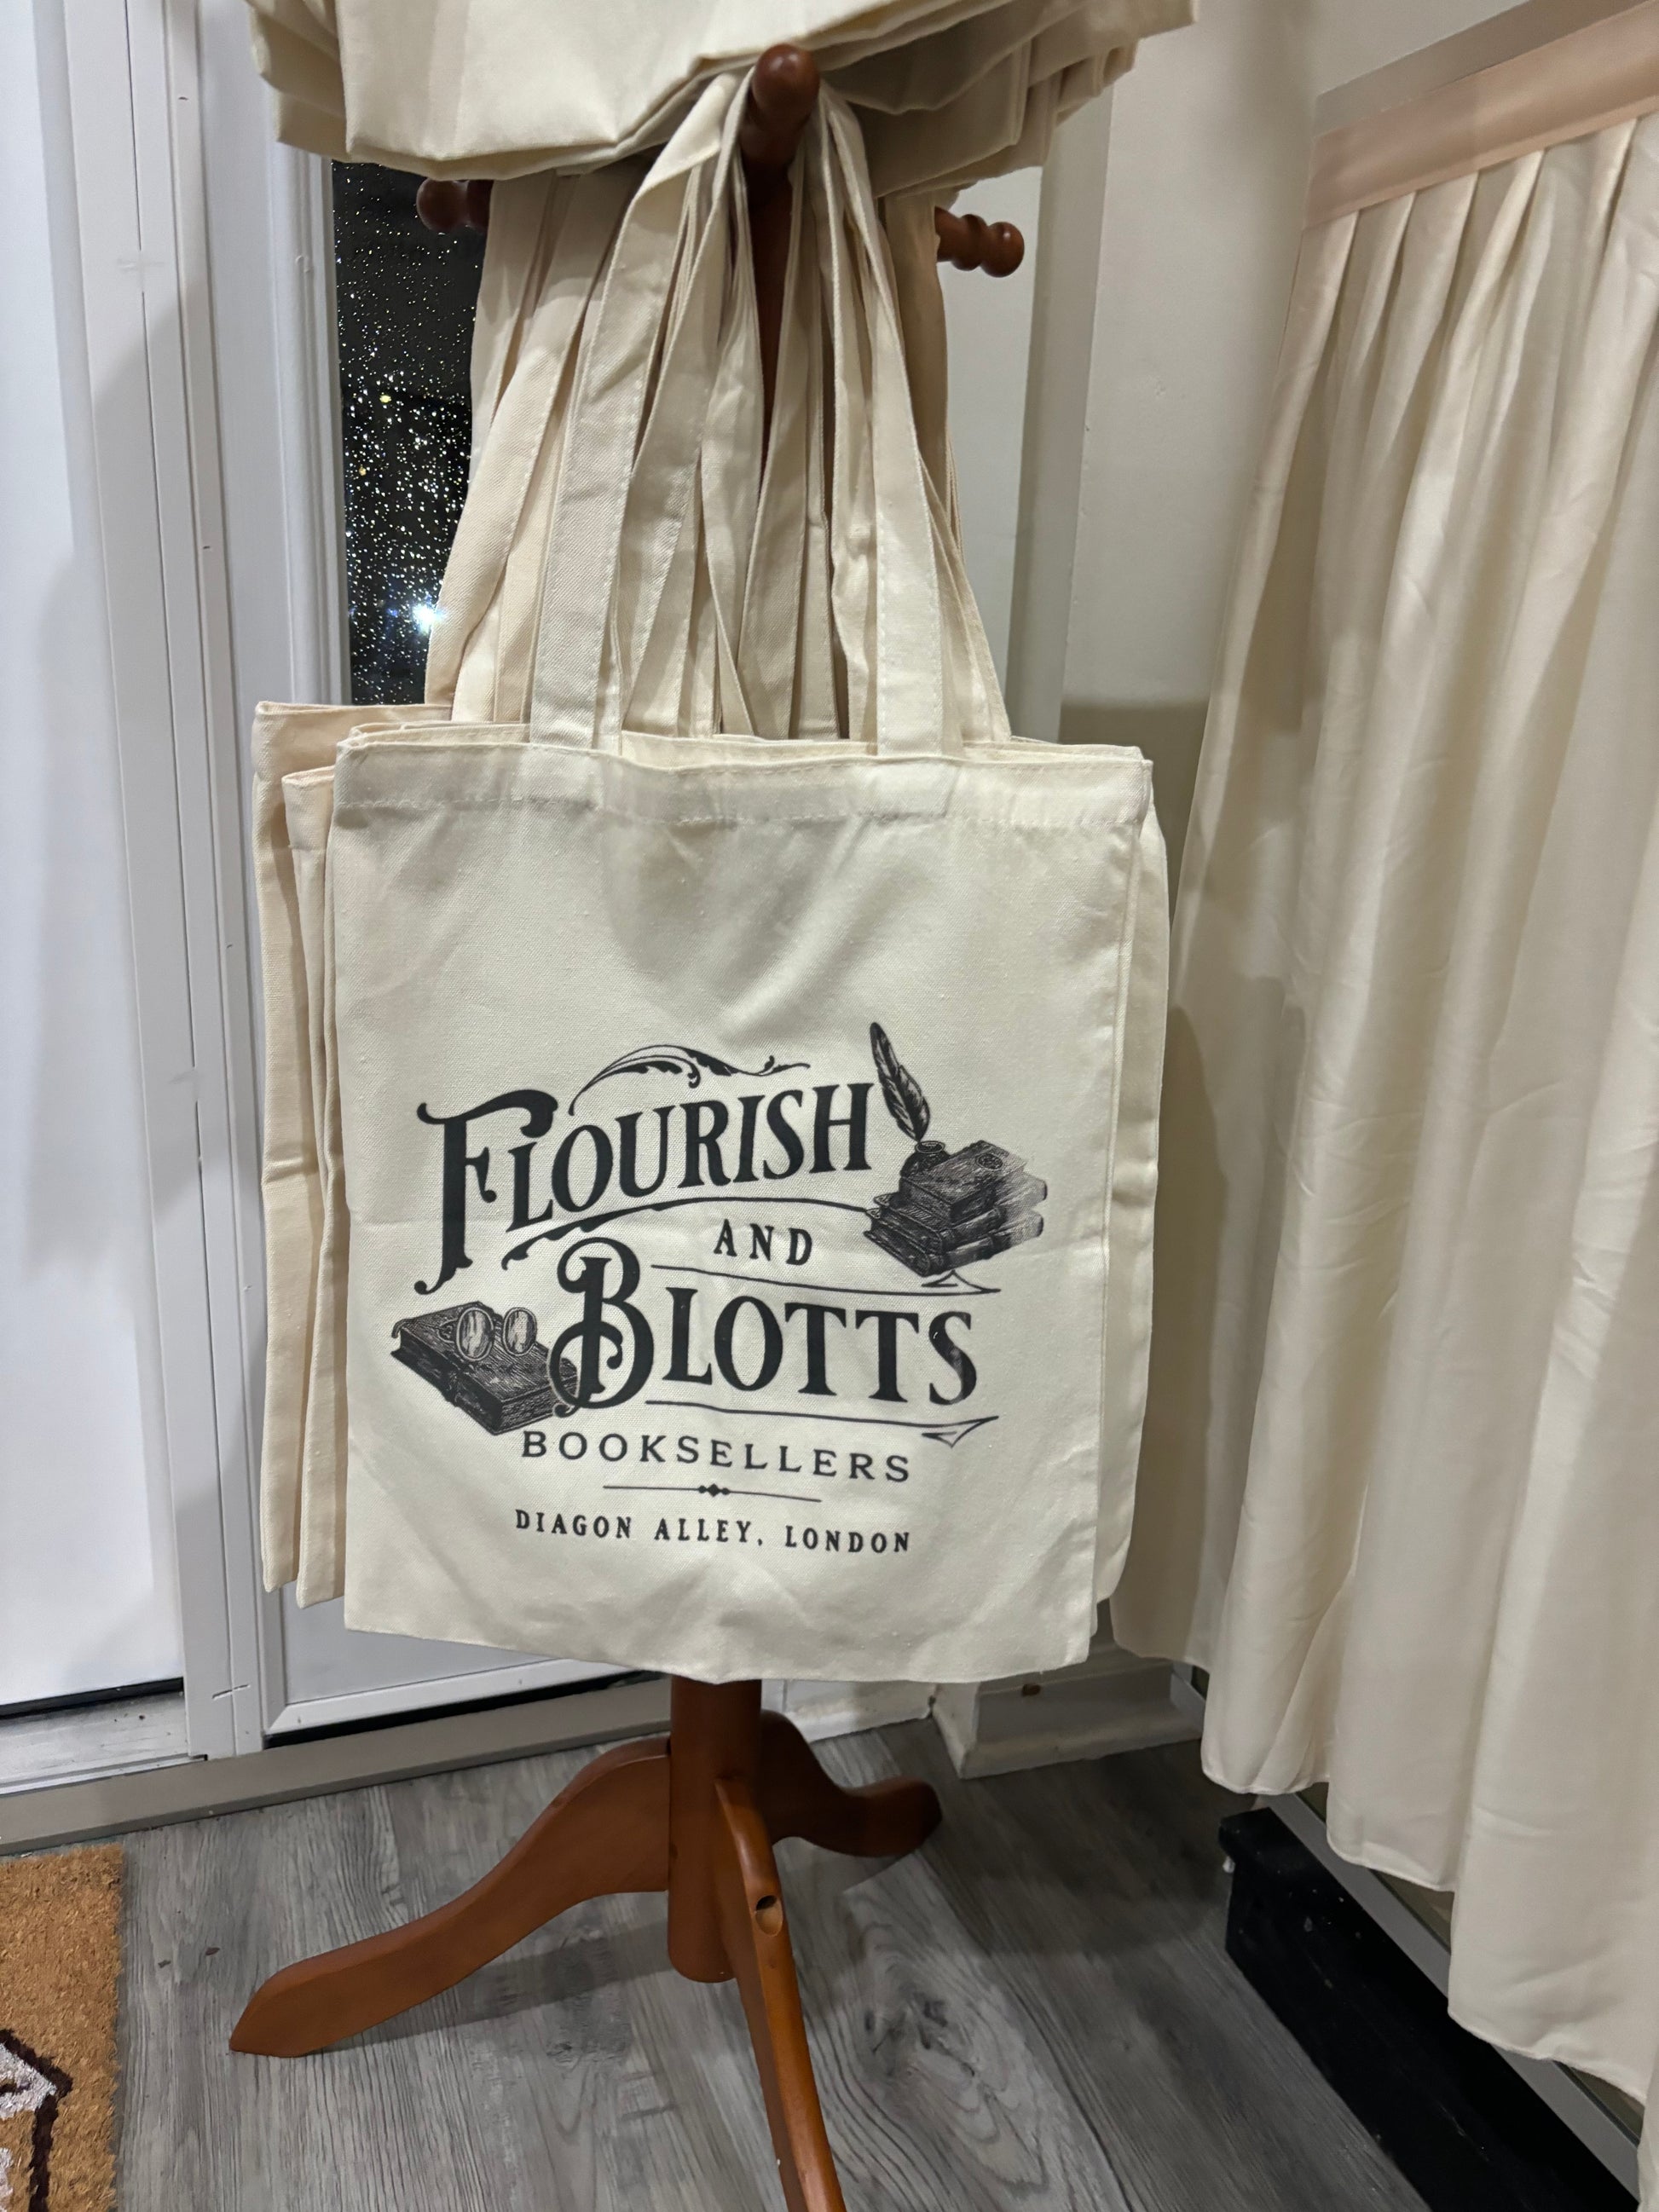 FLOURISH
AND
BLOTTS
BOOKSELLERS
DIAGON ALLEY, LONDON